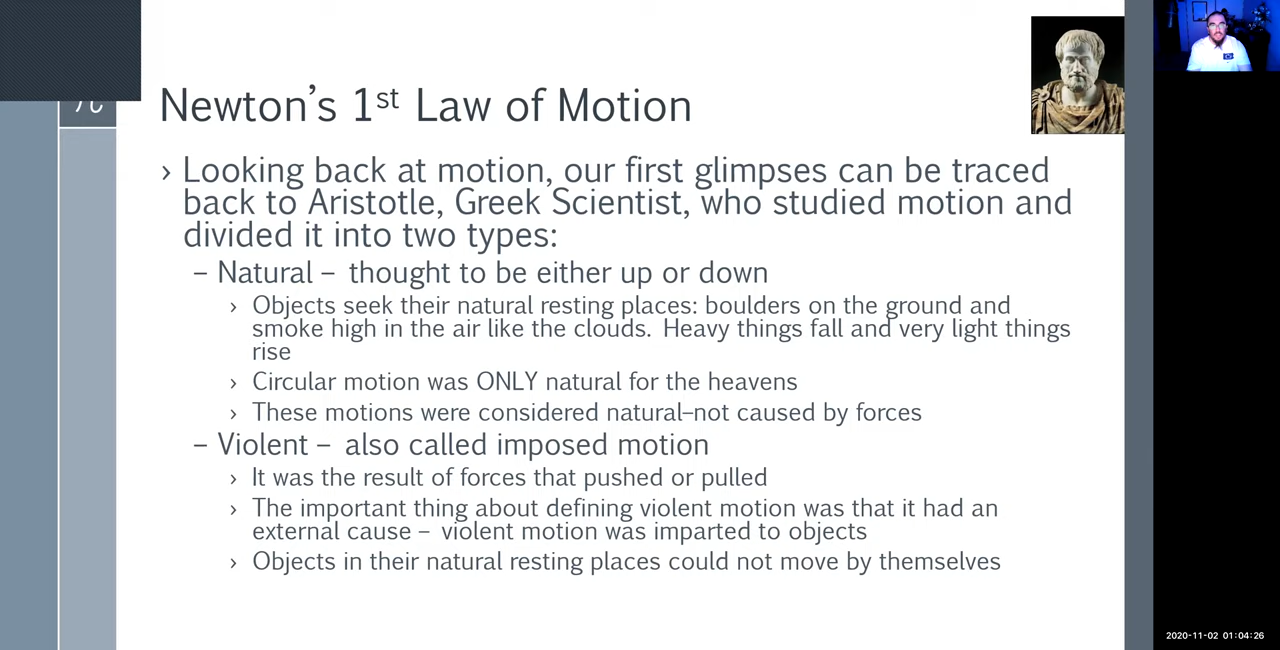 Newton's 1st Law of Motion
› Looking back at motion, our first glimpses can be traced
back to Aristotle, Greek Scientist, who studied motion and
divided it into two types:
– Natural – thought to be either up or down
› Objects seek their natural resting places: boulders on the ground and
smoke high in the air like the clouds. Heavy things fall and very light things
rise
› Circular motion was ONLY natural for the heavens
› These motions were considered natural–not caused by forces
– Violent – also called imposed motion
› It was the result of forces that pushed or pulled
› The important thing about defining violent motion was that it had an
external cause – violent motion was imparted to objects
› Objects in their natural resting places could not move by themselves
2020-11-02 01:04:26